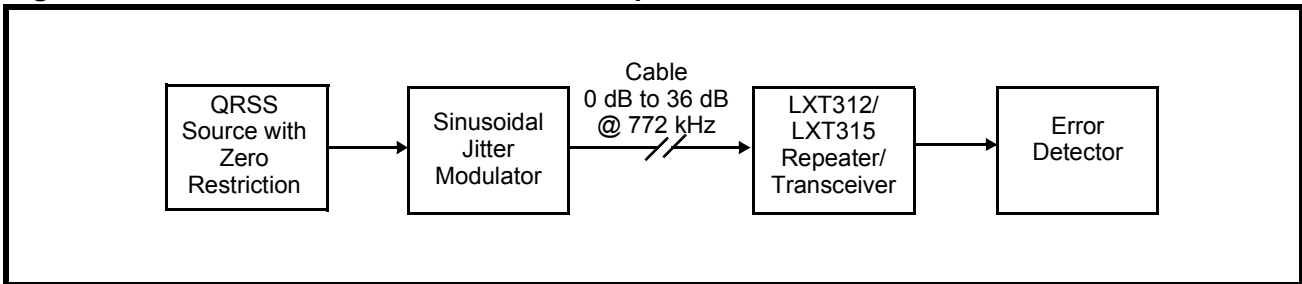 QRSS
Source with
Zero
Restriction
Sinusoidal
Jitter
Modulator
Cable
0 dB to 36 dB
@ 772 kHz
LXT312/
LXT315
Repeater/
Transceiver
Error
Detector